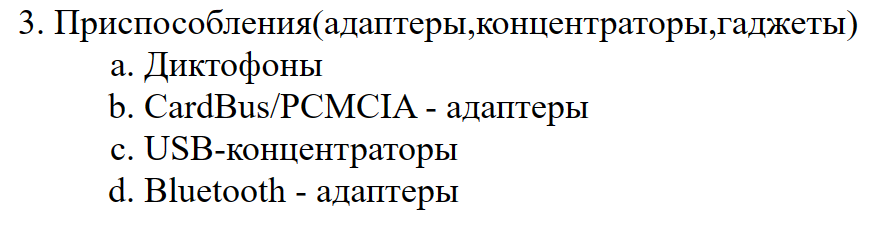 3. Приспособления(адаптеры,концентраторы,гаджеты)
a. Диктофоны
b. CardBus/PCMCIA - адаптеры
c. USB-концентраторы
d. Bluetooth - адаптеры